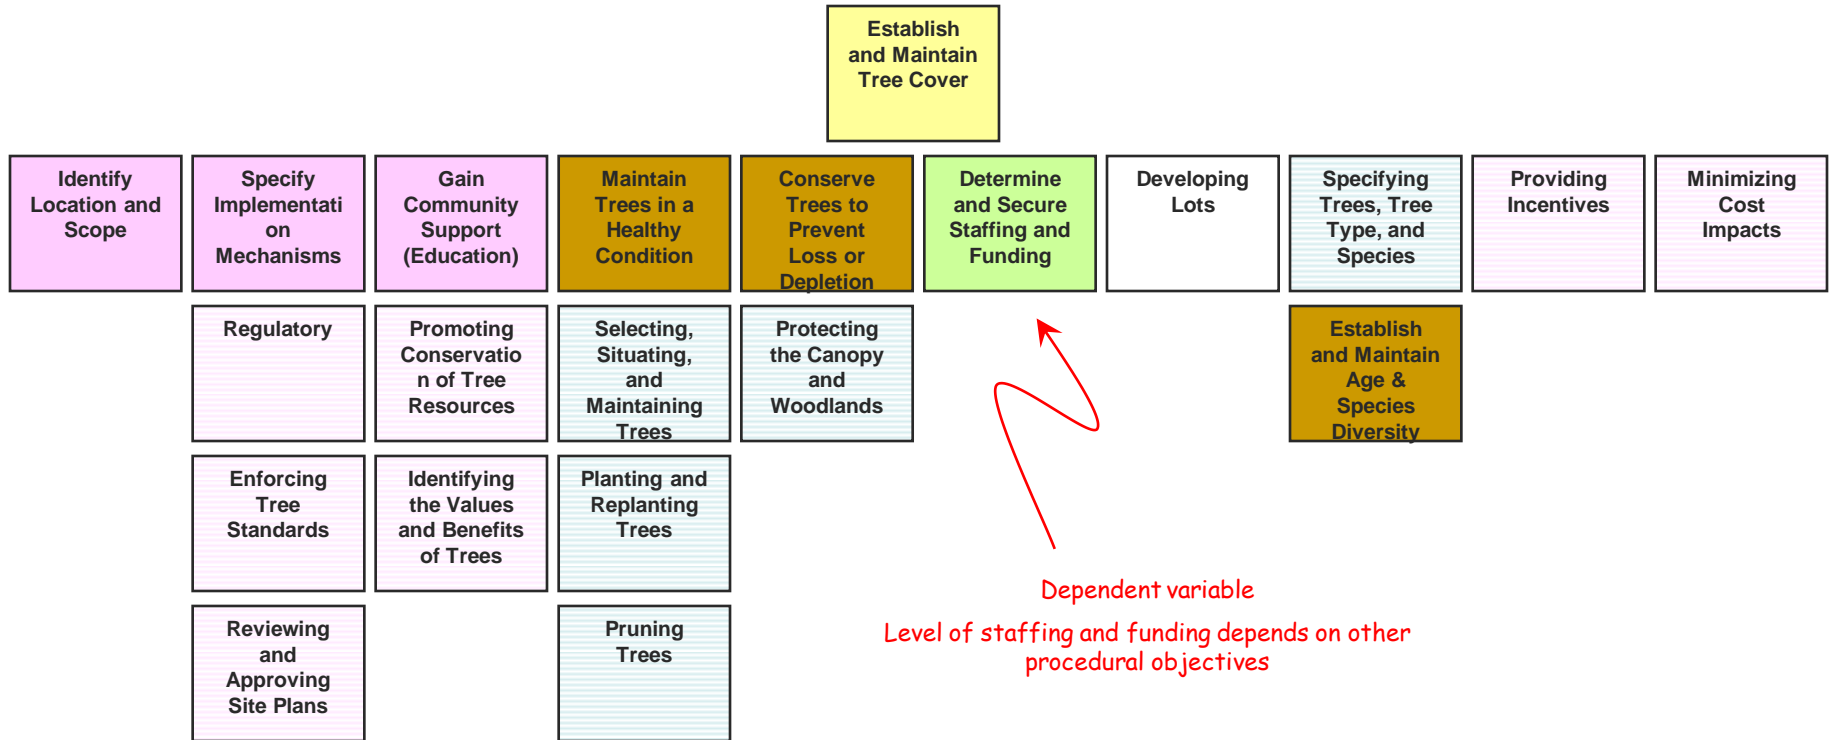 Establish
and Maintain
Tree Cover
Identify
Location and
Scope
Specify
Implementati
on
Mechanisms
Gain
Community
Support
(Education)
Maintain
Trees in a
Healthy
Condition
Conserve
Trees to
Prevent
Loss or
Depletion
Determine
and Secure
Staffing and
Funding
Developing
Lots
Specifying
Trees, Tree
Type, and
Species
Providing
Incentives
Minimizing
Cost
Impacts
Regulatory
Promoting
Conservatio
n of Tree
Resources
Selecting,
Situating,
and
Maintaining
Trees
Protecting
the Canopy
and
Woodlands
Establish
and Maintain
Age &
Species
Diversity
Enforcing
Tree
Standards
Identifying
the Values
and Benefits
of Trees
Planting and
Replanting
Trees
Reviewing
and
Approving
Site Plans
Pruning
Trees
Dependent variable
Level of staffing and funding depends on other
procedural objectives